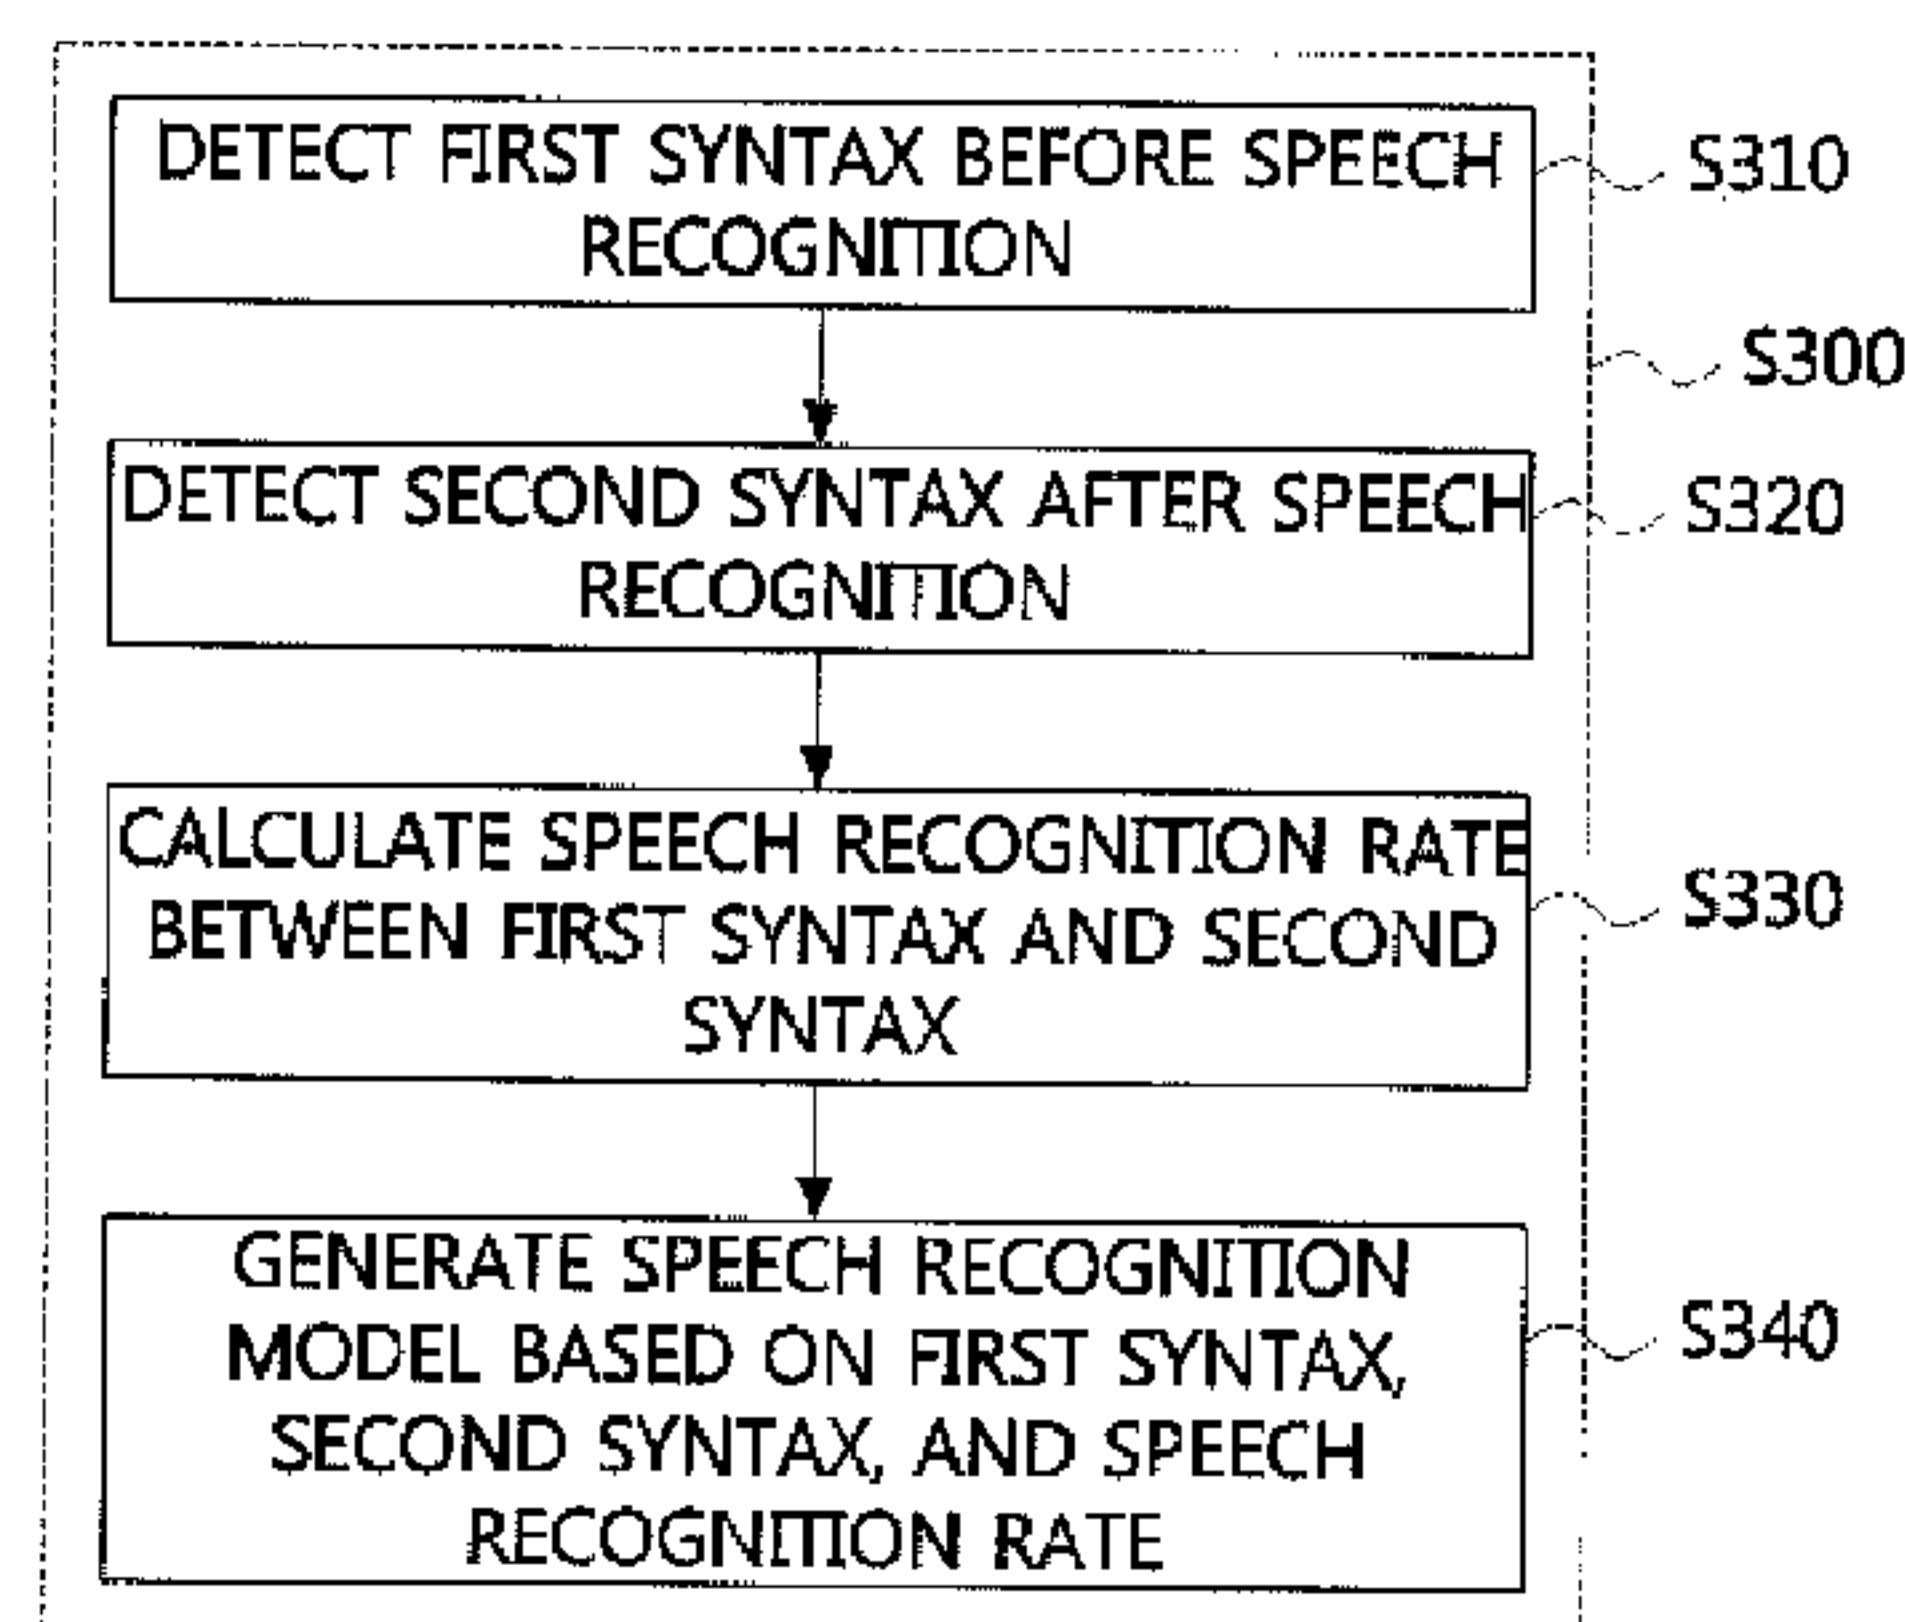 DETECT FIRST SYNTAX BEFORE SPEECH
RECOGNITION
S310
S300
DETECT SECOND SYNTAX AFTER SPEECH
RECOGNITION
S320
CALCULATE SPEECH RECOGNITION RATE
BETWEEN FIRST SYNTAX AND SECOND
SYNTAX
S330
GENERATE SPEECH RECOGNITION
MODEL BASED ON FIRST SYNTAX,
SECOND SYNTAX, AND SPEECH
RECOGNITION RATE
S340